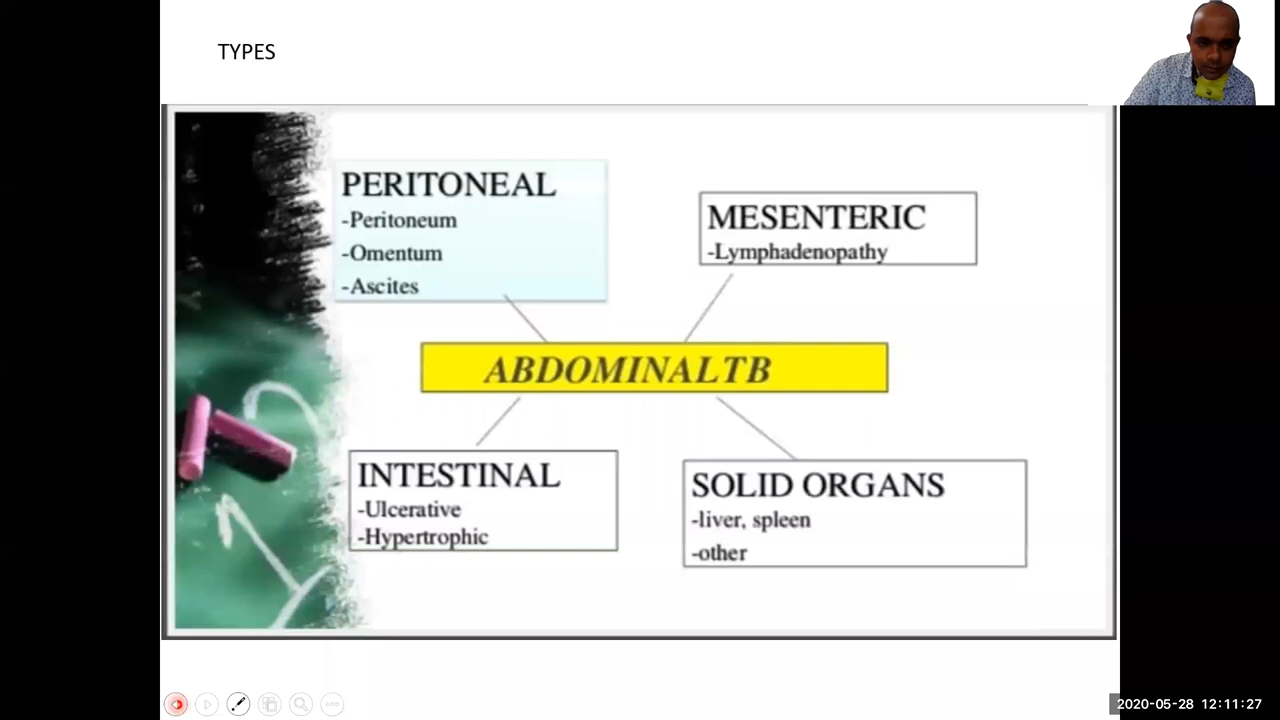 TYPES
PERITONEAL
-Peritoneum
-Omentum
-Ascites
MESENTERIC
-Lymphadenopathy
ABDOMINALTB
INTESTINAL
-Ulcerative
-Hypertrophic
SOLID ORGANS
-liver, spleen
-other
2020-05-28 12:11:27